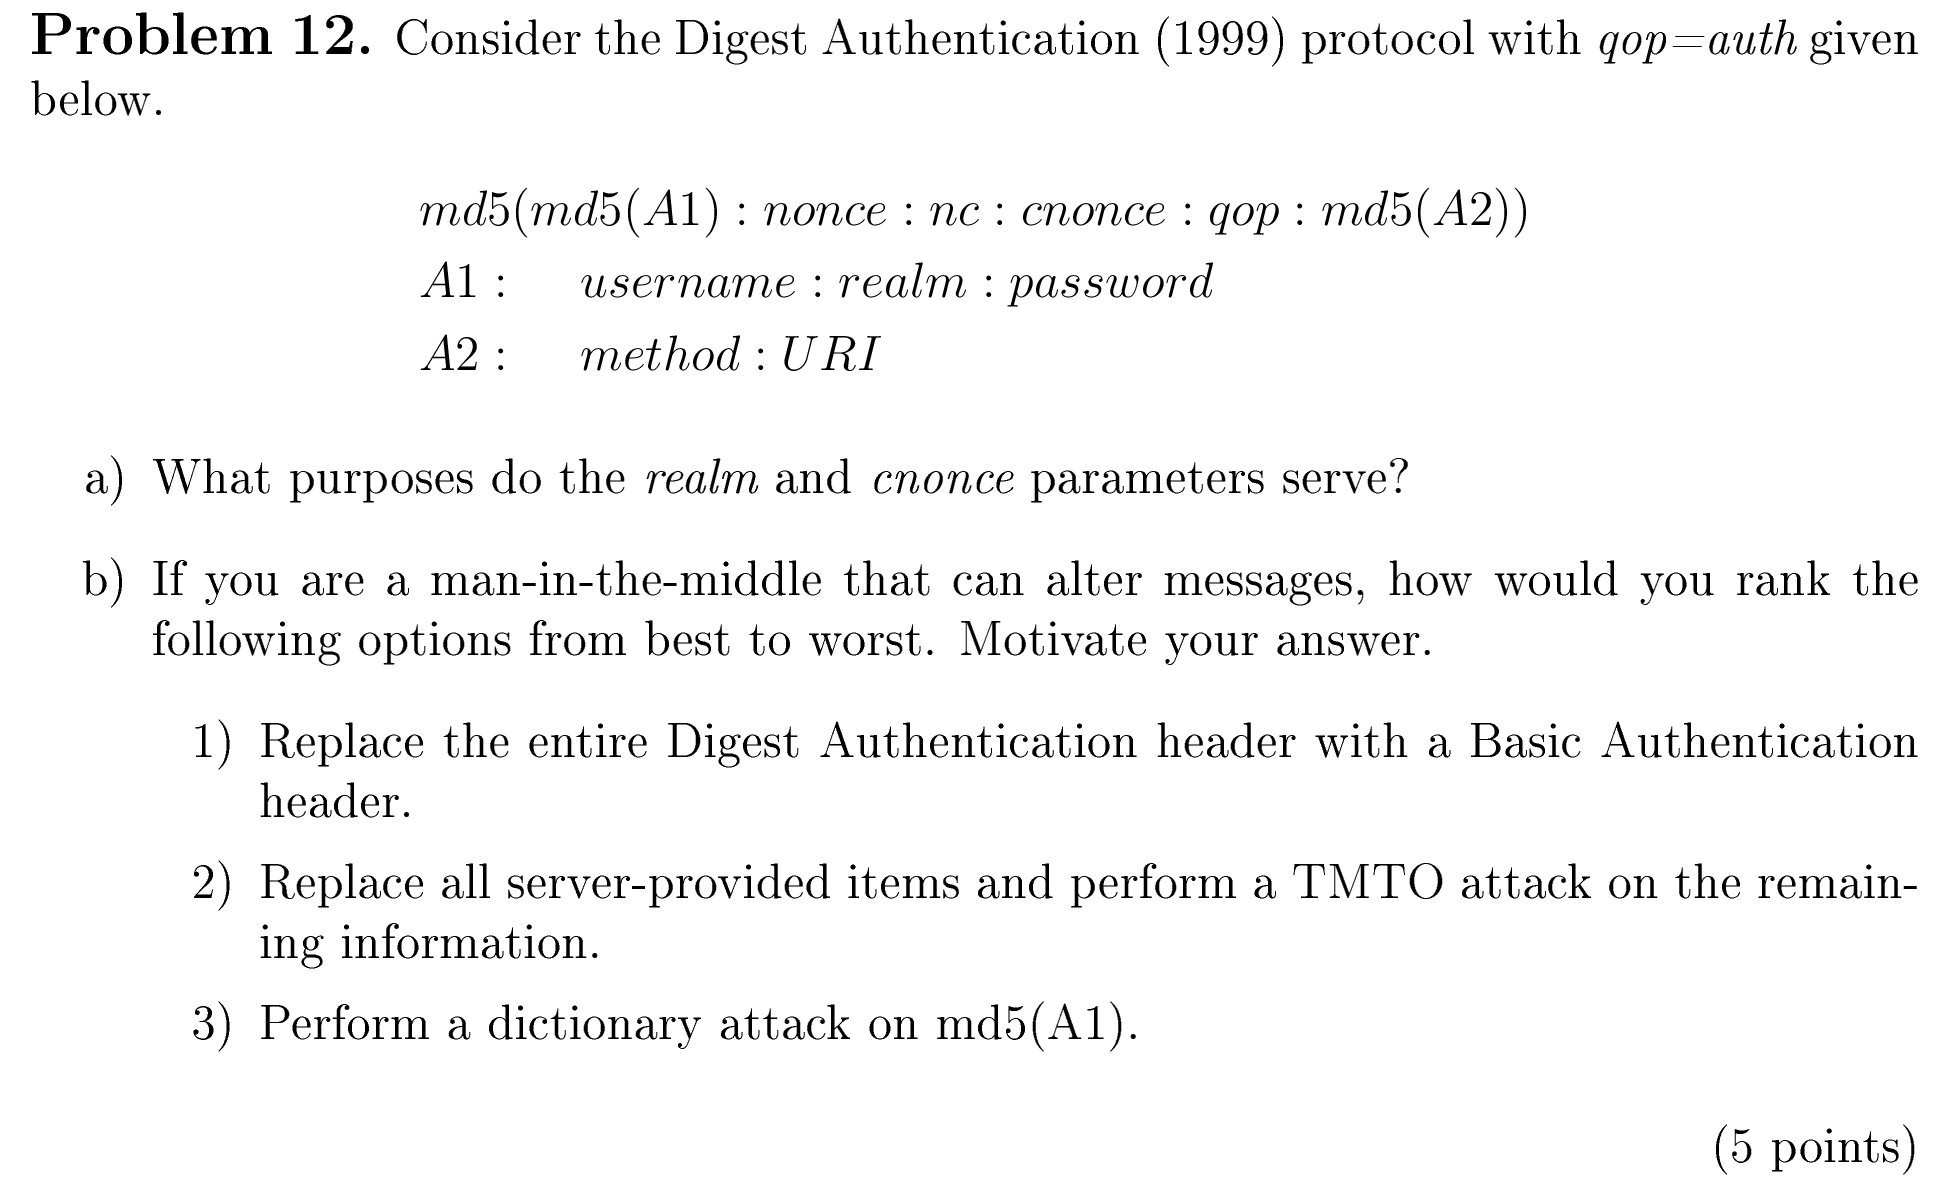 Problem 12. Consider the Digest Authentication (1999) protocol with qop=auth given
below.
md5(md5(A1) : nonce : nc : cnonce : qop : md5(A2))
A1 : username : realm : password
A2 : method : URI
a) What purposes do the realm and cnonce parameters serve?
b) If you are a man-in-the-middle that can alter messages, how would you rank the
following options from best to worst. Motivate your answer.
1) Replace the entire Digest Authentication header with a Basic Authentication
header.
2) Replace all server-provided items and perform a TMTO attack on the remain-
ing information.
3) Perform a dictionary attack on md5(A1).
(5 points)